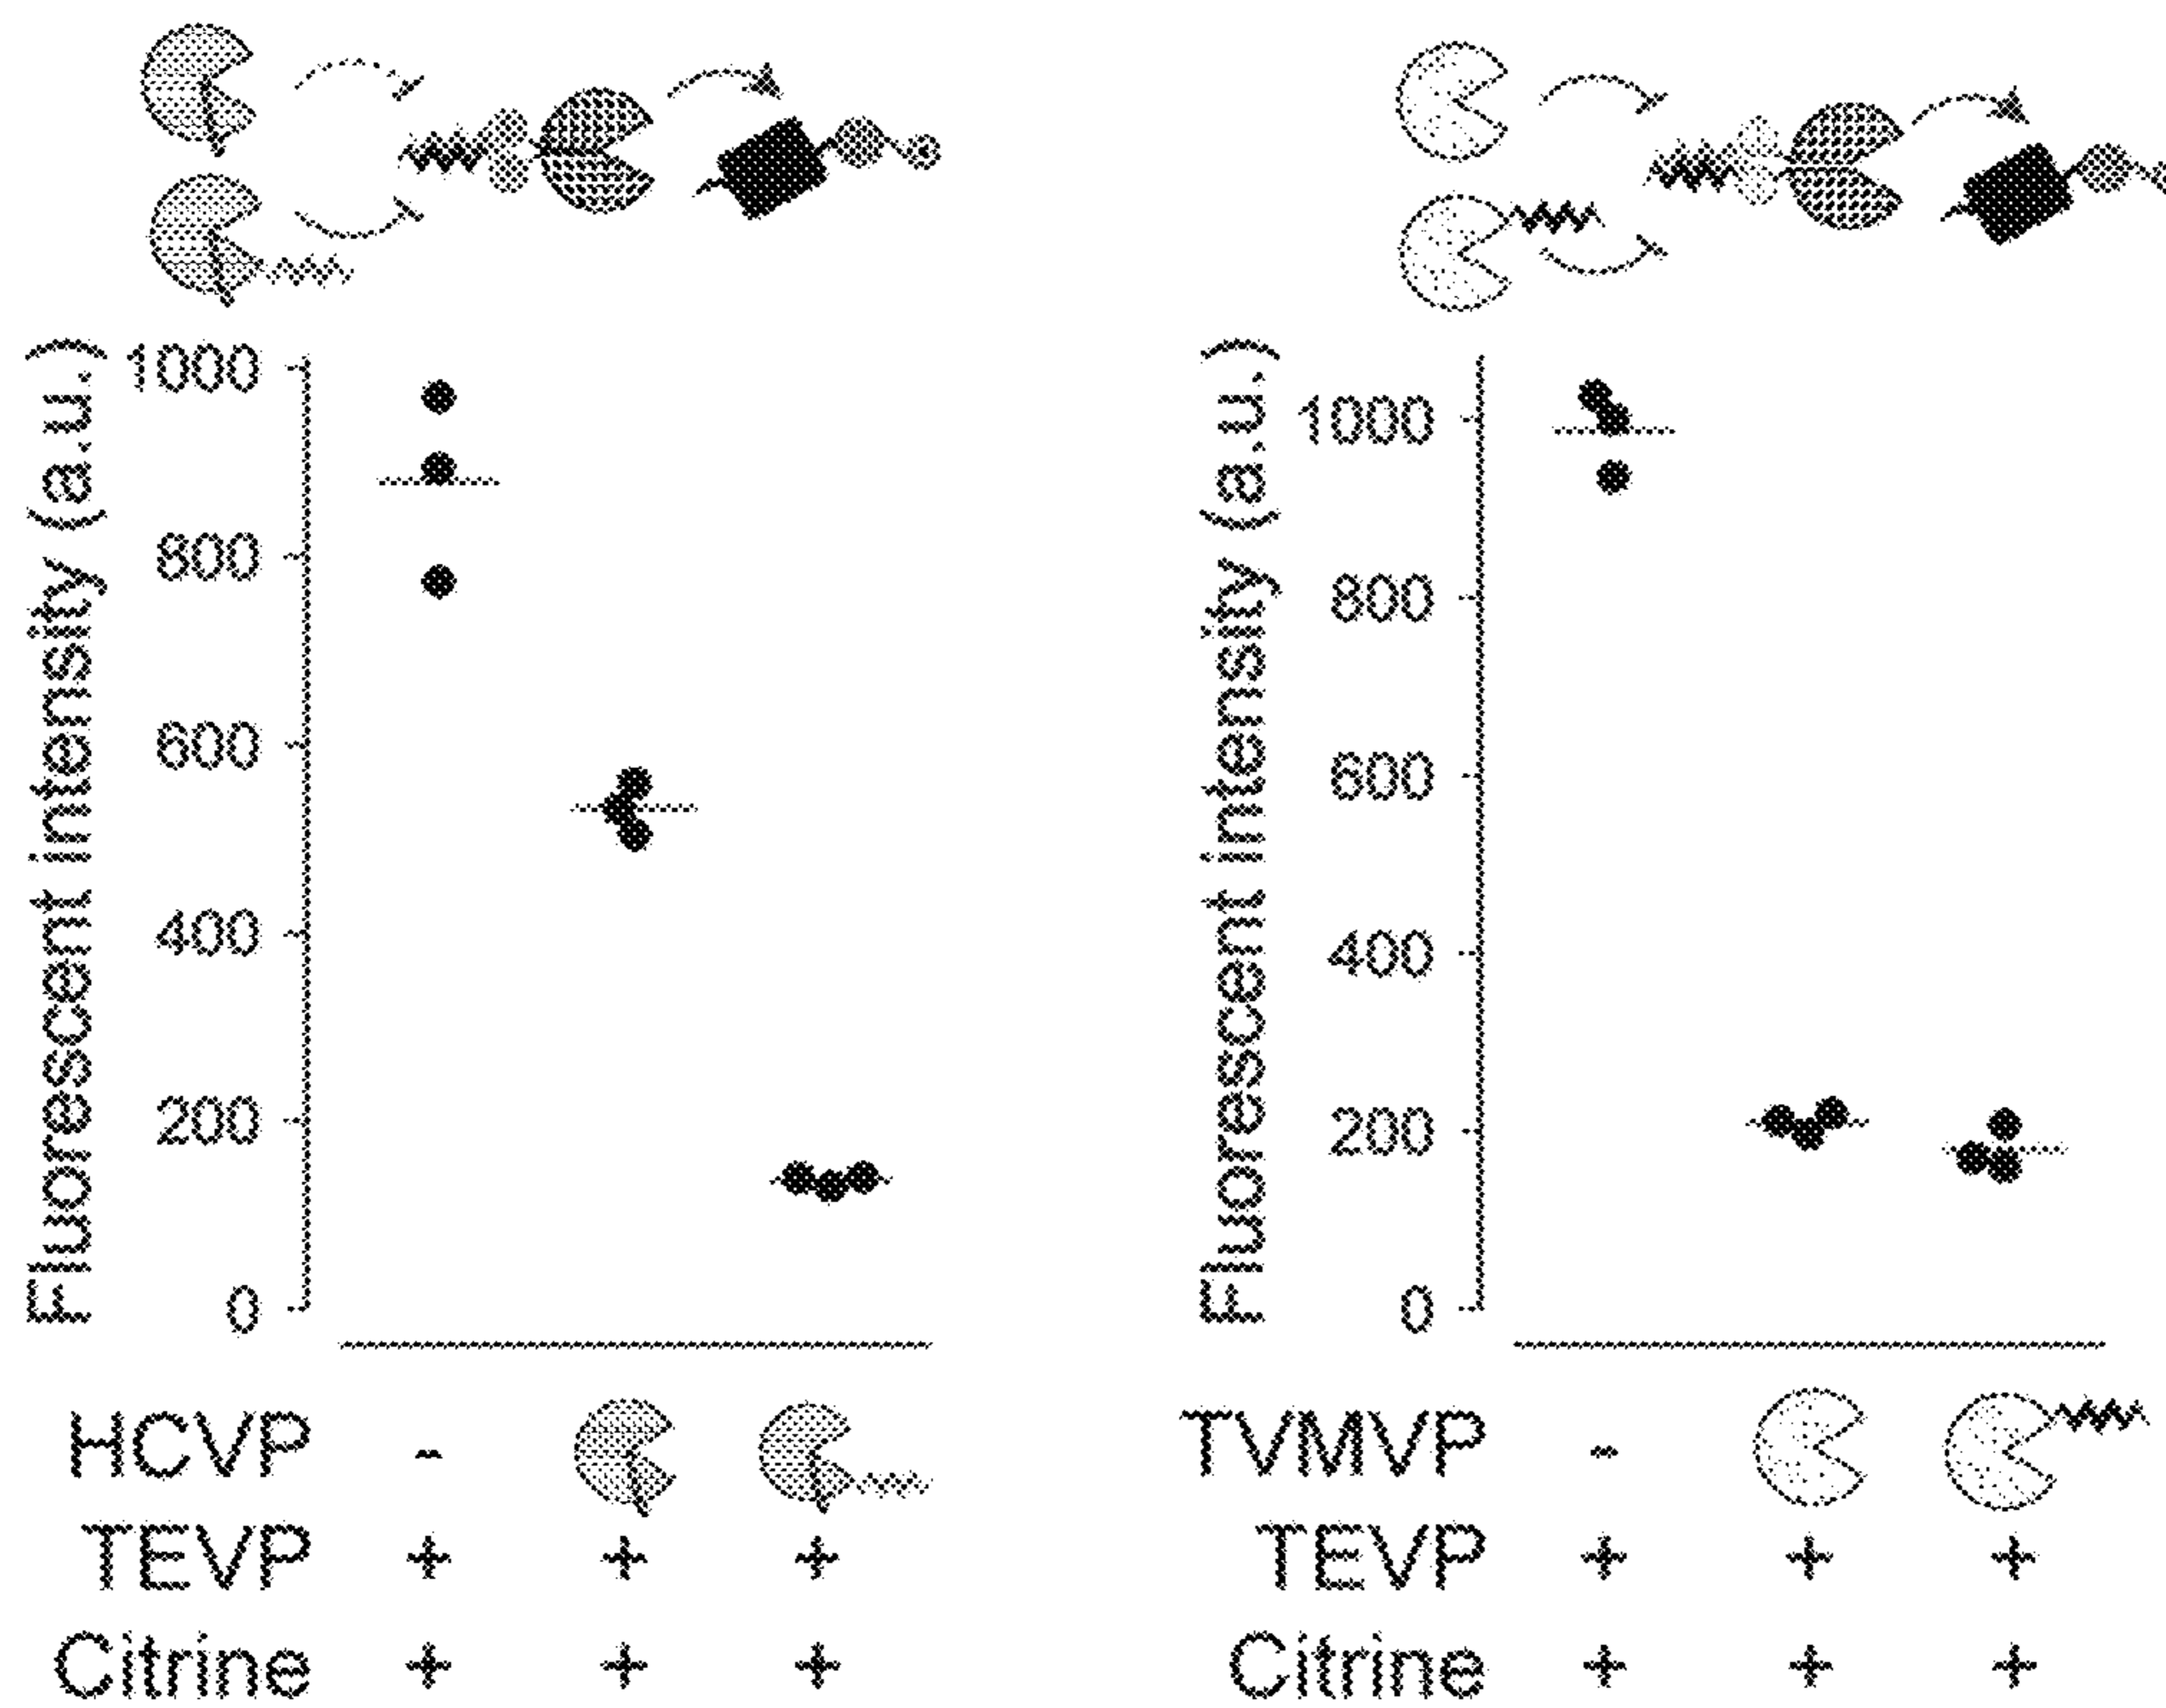 Fluorescent intensity (a.u.)
1000
800
600
400
200
0
HCVP -
TEVP + + +
Citrine + + +
Fluorescent intensity (a.u.)
1000
800
600
400
200
0
TVMVP -
TEVP + + +
Citrine + + +